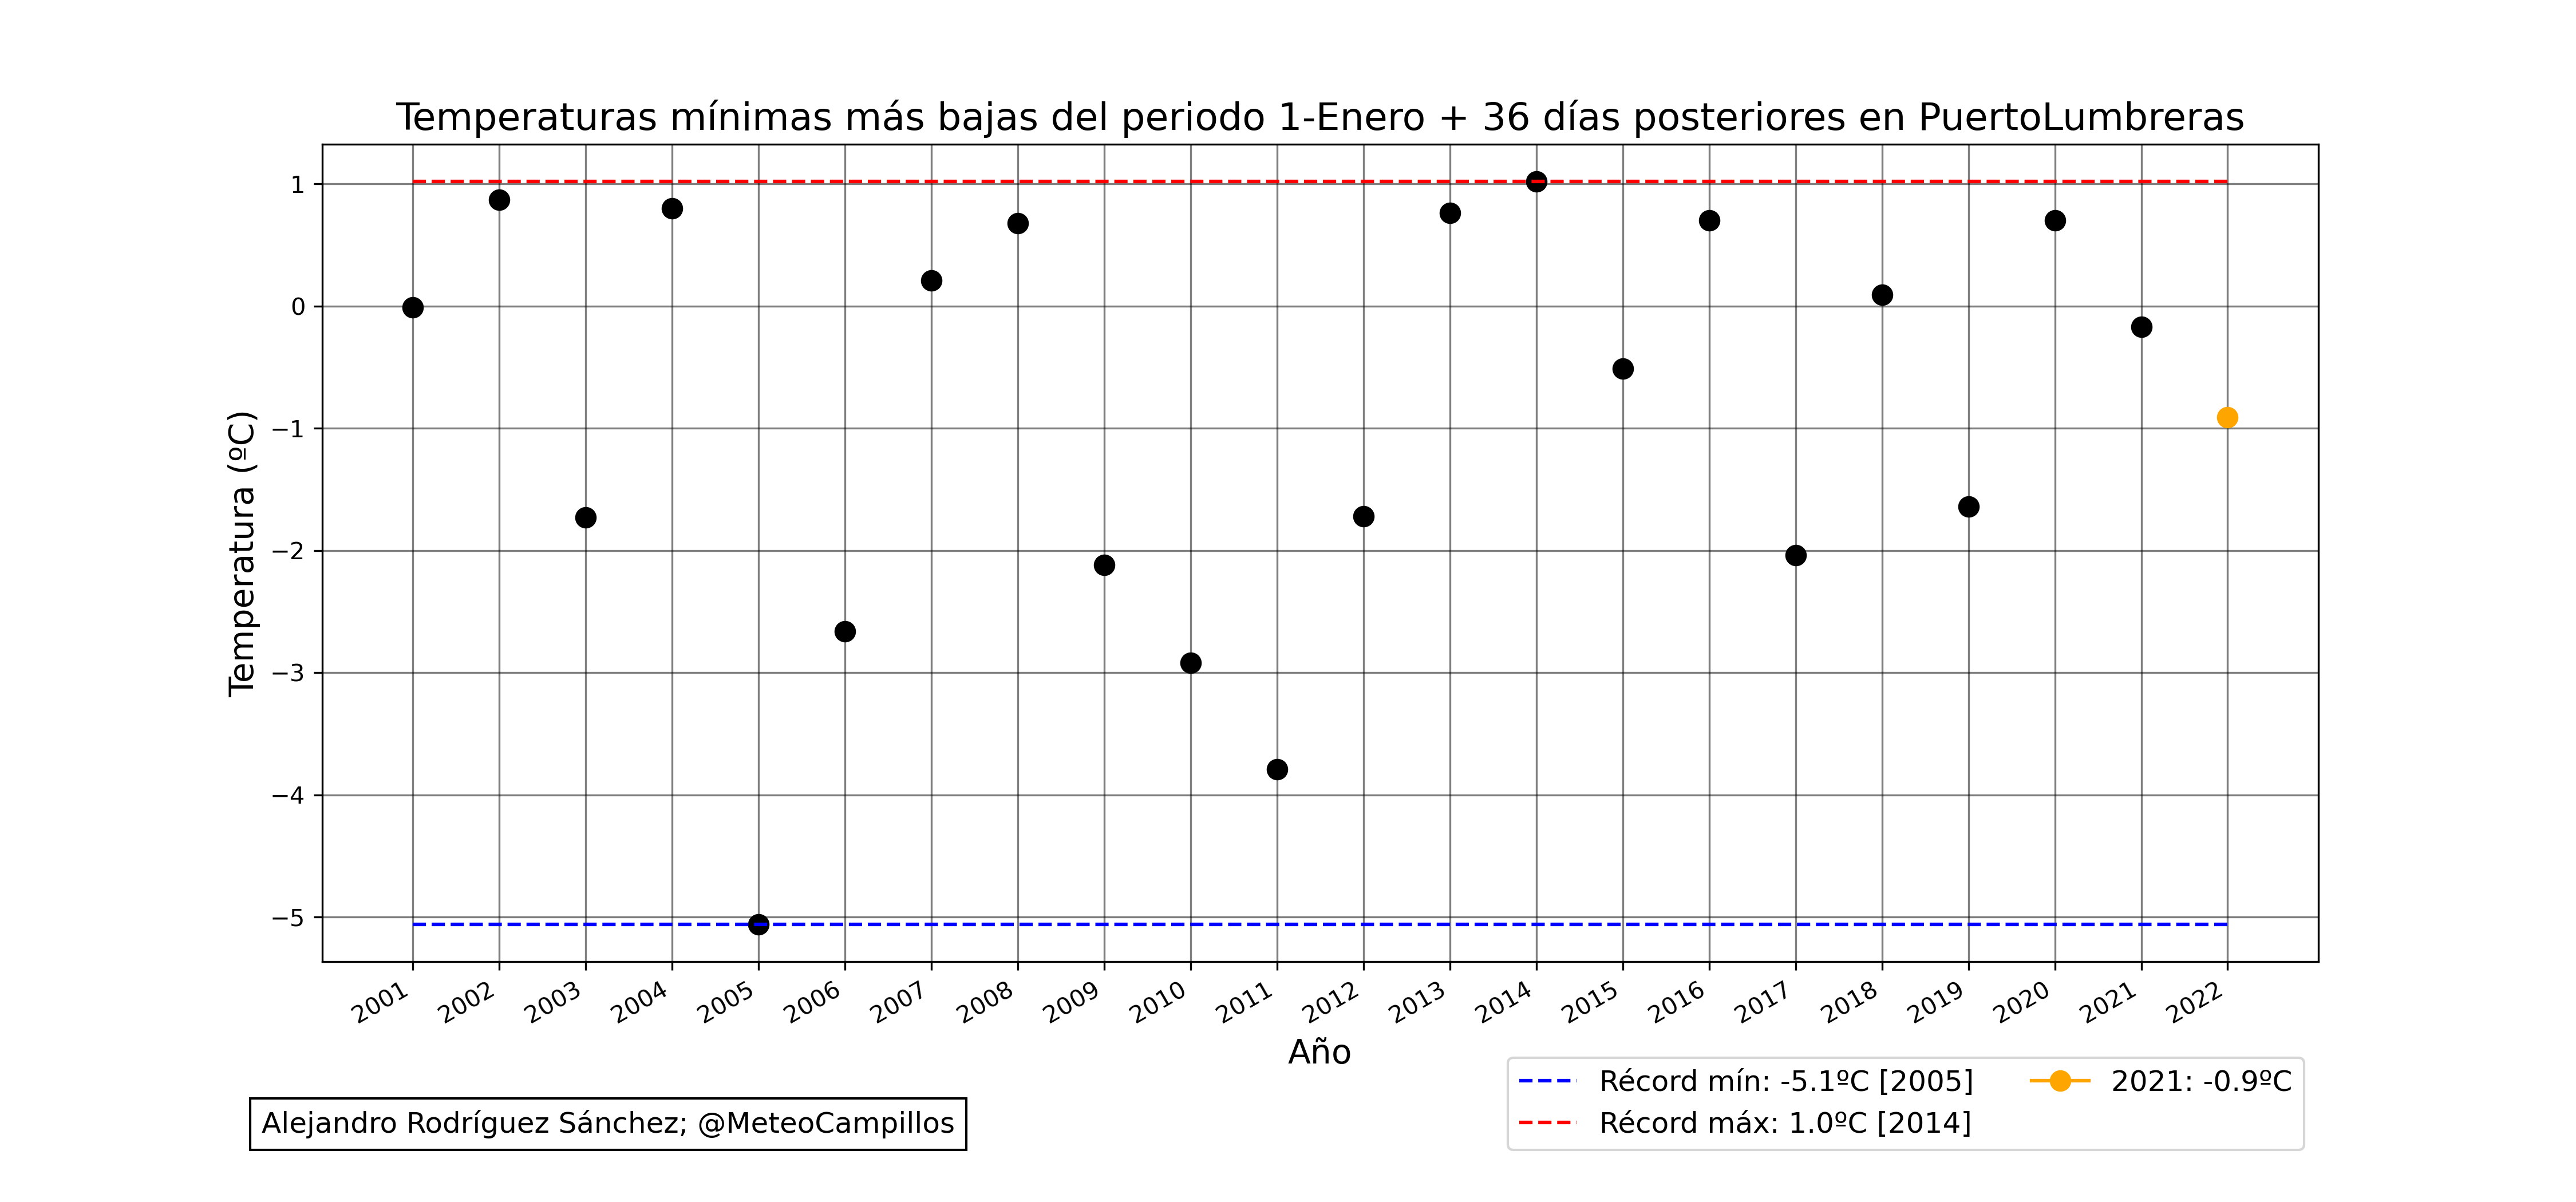 Temperaturas mínimas más bajas del periodo 1-Enero + 36 días posteriores en PuertoLumbreras
Temperatura (ºC)
1
0
−1
−2
−3
−4
−5
2001 2002 2003 2004 2005 2006 2007 2008 2009 2010 2011 2012 2013 2014 2015 2016 2017 2018 2019 2020 2021 2022
Año
Récord mín: -5.1ºC [2005]
Récord máx: 1.0ºC [2014]
2021: -0.9ºC
Alejandro Rodríguez Sánchez; @MeteoCampillos